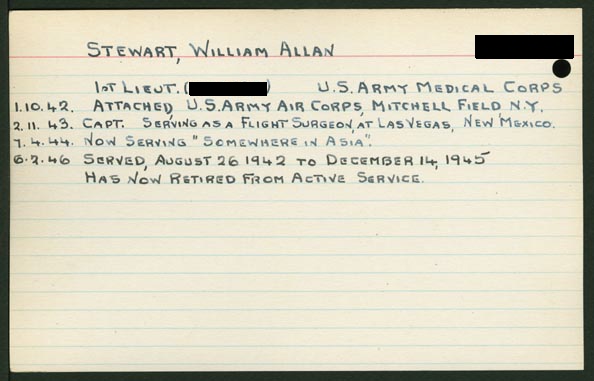 STEWART, WILLIAM ALLAN
1ST LIEUT. ( ) U.S. ARMY MEDICAL CORPS
1.10.42. ATTACHED, U.S. ARMY AIR CORPS, MITCHELL FIELD N.Y.
2.11.43. CAPT. SERVING AS A FLIGHT SURGEON, AT LAS VEGAS, NEW MEXICO.
7.4.44. NOW SERVING "SOMEWHERE IN ASIA".
6.2.46 SERVED, AUGUST 26 1942 TO DECEMBER 14, 1945
HAS NOW RETIRED FROM ACTIVE SERVICE.